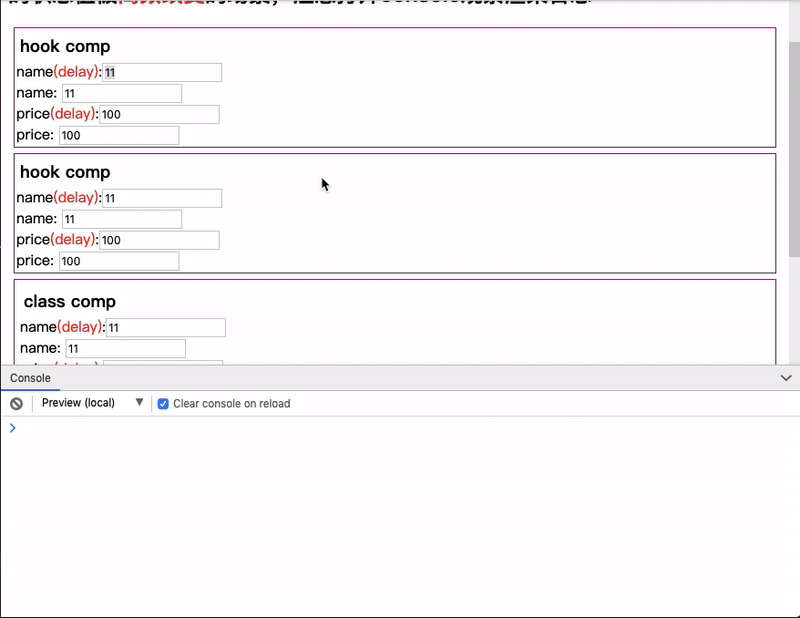 hook comp
name(delay): 11
name: 11
price(delay): 100
price: 100
hook comp
name(delay): 11
name: 11
price(delay): 100
price: 100
class comp
name(delay): 11
name: 11
Console
Preview (local) ▼ Clear console on reload
>